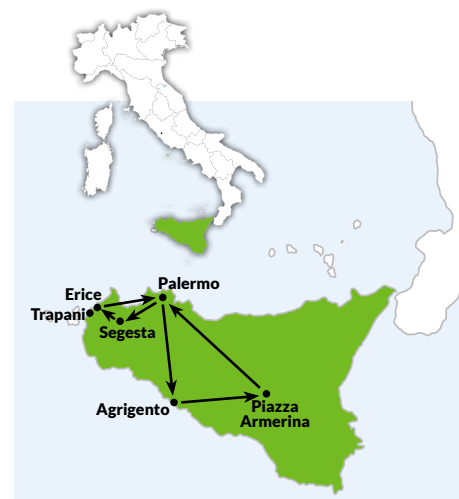 Palermo
Erice
Trapani
Segesta
Agrigento
Piazza
Armerina